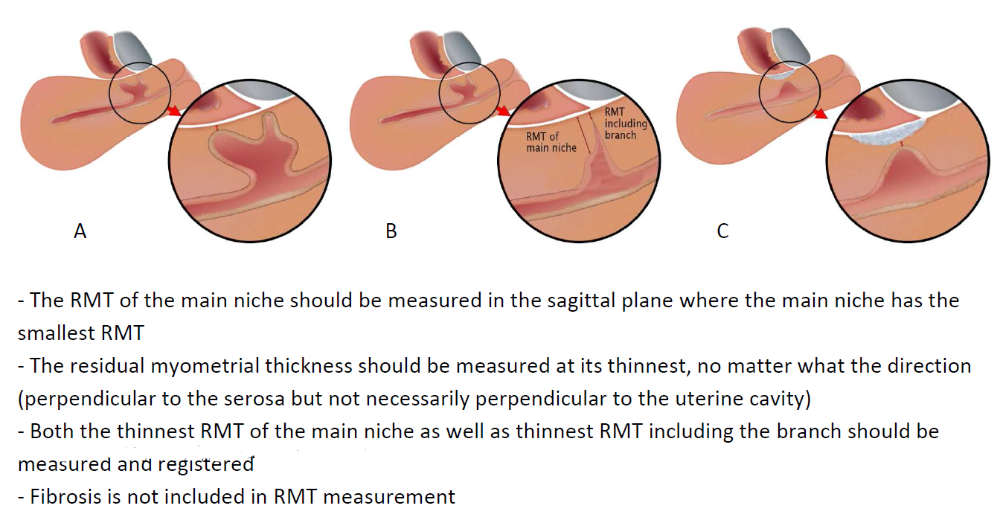 RMT of
main niche
RMT
including
branch
A
B
C
- The RMT of the main niche should be measured in the sagittal plane where the main niche has the
smallest RMT
- The residual myometrial thickness should be measured at its thinnest, no matter what the direction
(perpendicular to the serosa but not necessarily perpendicular to the uterine cavity)
- Both the thinnest RMT of the main niche as well as thinnest RMT including the branch should be
measured and registered
- Fibrosis is not included in RMT measurement